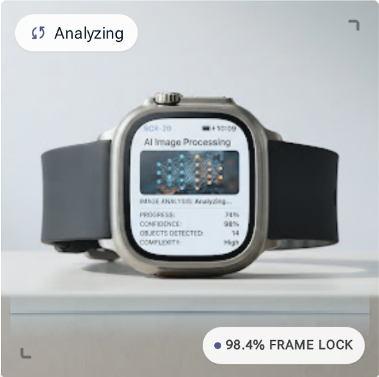 Analyzing
SCR-20 10:09
AI Image Processing
IMAGE ANALYSIS: Analyzing...
PROGRESS: 74%
CONFIDENCE: 98%
OBJECTS DETECTED: 14
COMPLEXITY: High
98.4% FRAME LOCK